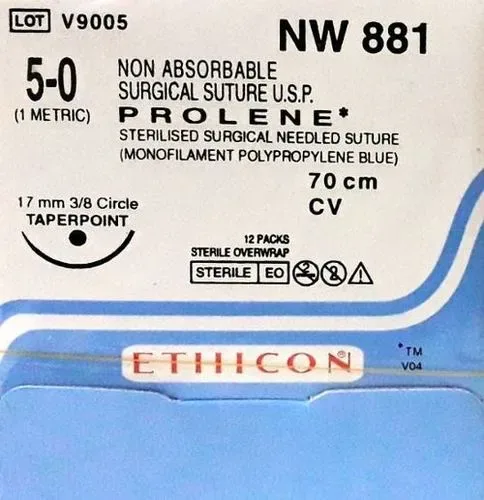 LOT V9005
NW 881
5-0
(1 METRIC)
NON ABSORBABLE
SURGICAL SUTURE U.S.P.
PROLENE*
STERILISED SURGICAL NEEDLED SUTURE
(MONOFILAMENT POLYPROPYLENE BLUE)
70 cm
CV
17 mm 3/8 Circle
TAPERPOINT
12 PACKS
STERILE OVERWRAP
STERILE EO 2
ETHICON®
*TM
V04